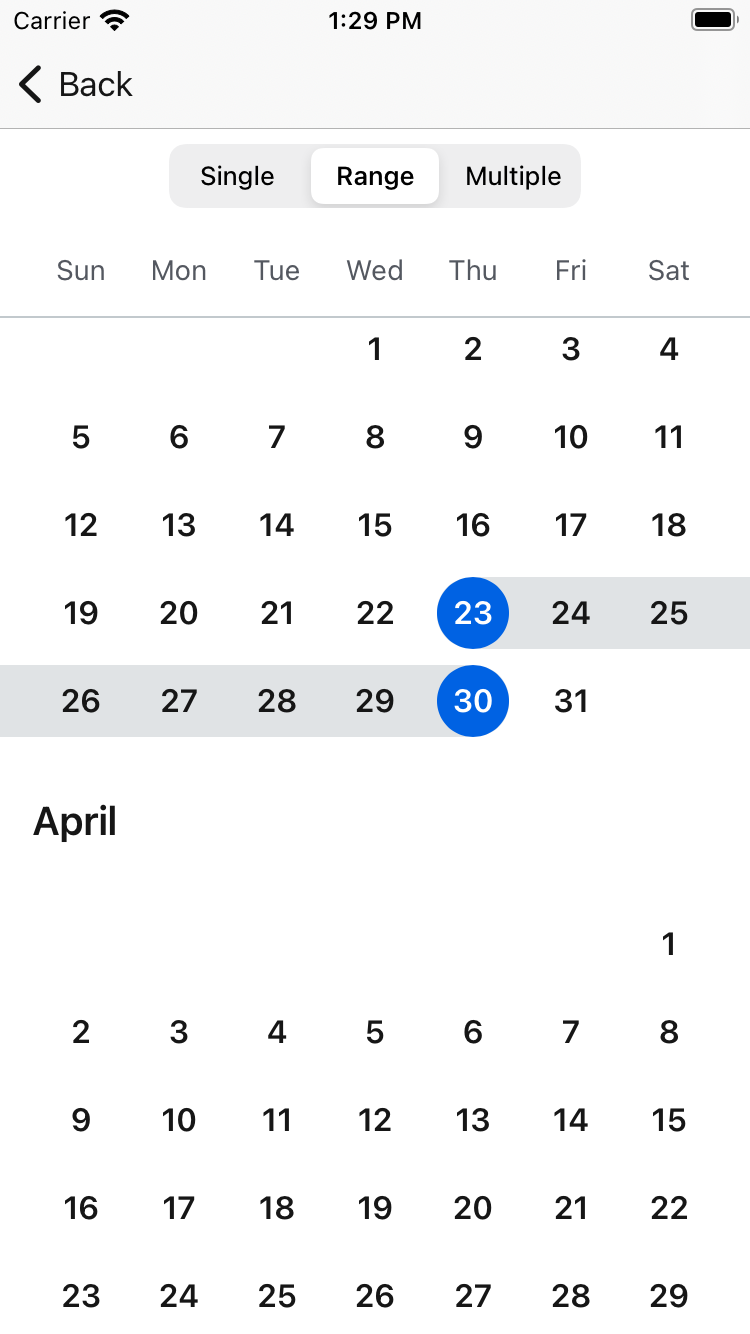 Carrier 1:29 PM
Back
Single Range Multiple
Sun Mon Tue Wed Thu Fri Sat
1 2 3 4
5 6 7 8 9 10 11
12 13 14 15 16 17 18
19 20 21 22 23 24 25
26 27 28 29 30 31
April
1
2 3 4 5 6 7 8
9 10 11 12 13 14 15
16 17 18 19 20 21 22
23 24 25 26 27 28 29